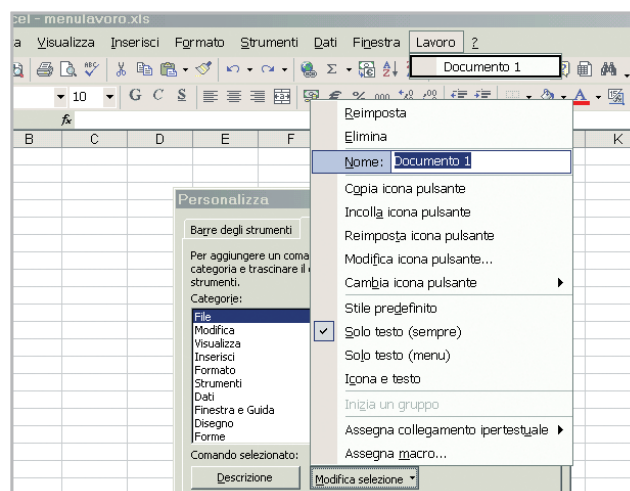 cel - menulavoro.xls
a Visualizza Inserisci Formato Strumenti Dati Finestra Lavoro ?
Documento 1
10 G C S € % 000
fx
B C D E F K
Reimposta
Elimina
Nome: Documento 1
Copia icona pulsante
Incolla icona pulsante
Reimposta icona pulsante
Modifica icona pulsante...
Cambia icona pulsante
Stile predefinito
Solo testo (sempre)
Solo testo (menu)
Icona e testo
Inizia un gruppo
Assegna collegamento ipertestuale
Assegna macro...
Personalizza
Barre degli strumenti
Per aggiungere un
categoria e trascinare il
strumenti.
Categorie:
File
Modifica
Visualizza
Inserisci
Formato
Strumenti
Dati
Finestra e Guida
Disegno
Forme
Comando selezionato:
Descrizione Modifica selezione